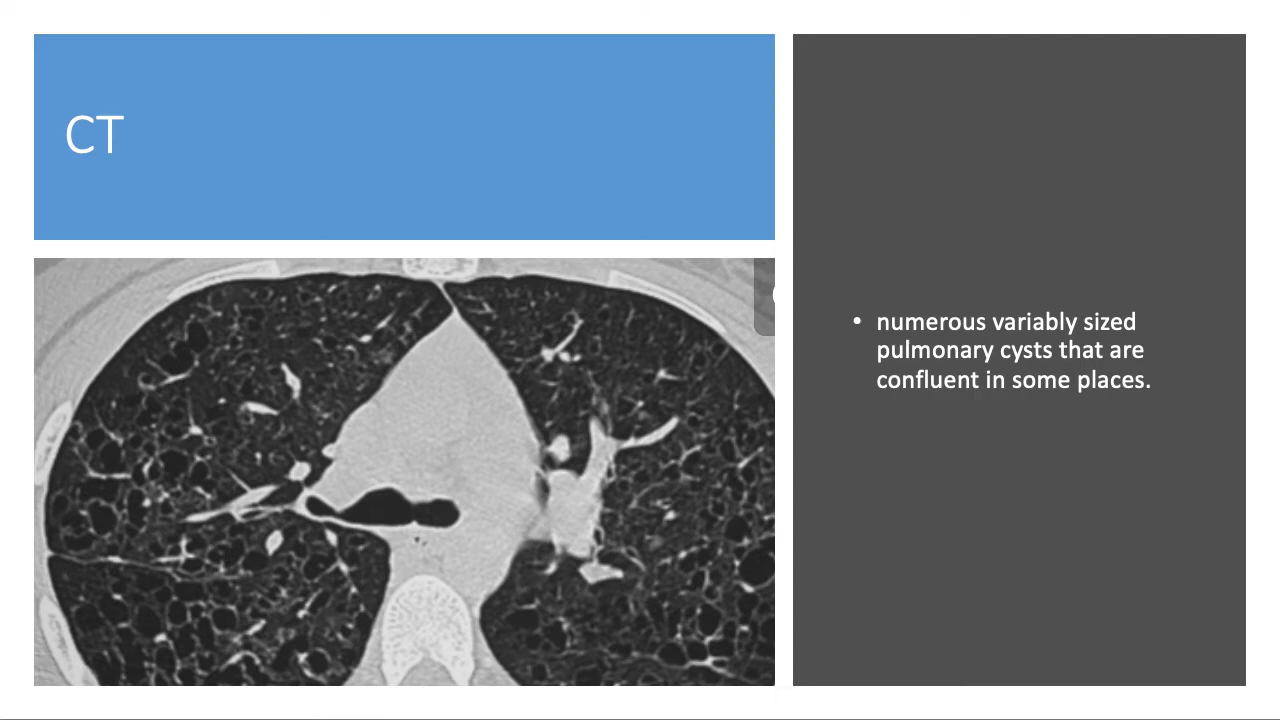 CT
• numerous variably sized
pulmonary cysts that are
confluent in some places.